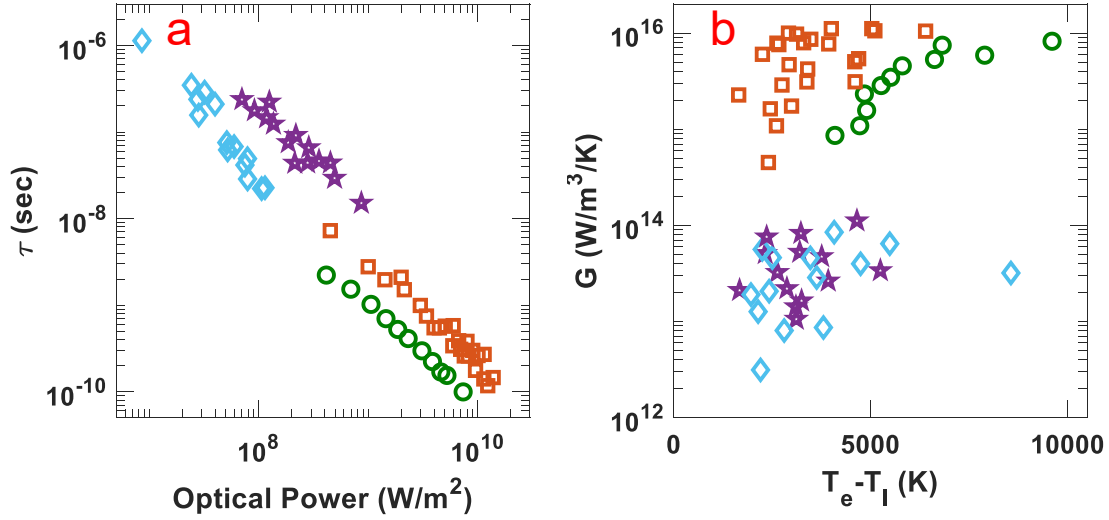 a
10^-6
10^-8
10^-10
τ (sec)
10^8
10^10
Optical Power (W/m^2)
b
10^16
10^14
10^12
G (W/m^3/K)
0
5000
10000
T_e-T_l (K)